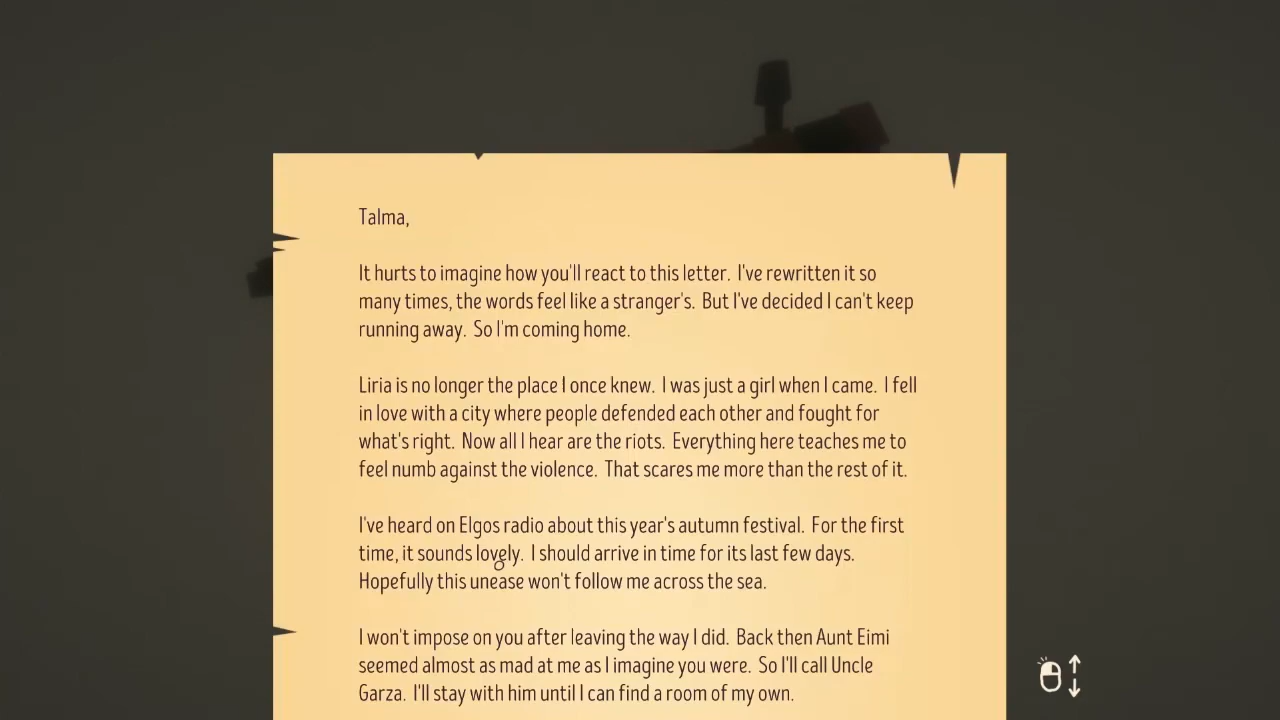 Talma,
It hurts to imagine how you'll react to this letter. I've rewritten it so
many times, the words feel like a stranger's. But I've decided I can't keep
running away. So I'm coming home.
Liria is no longer the place I once knew. I was just a girl when I came. I fell
in love with a city where people defended each other and fought for
what's right. Now all I hear are the riots. Everything here teaches me to
feel numb against the violence. That scares me more than the rest of it.
I've heard on Elgos radio about this year's autumn festival. For the first
time, it sounds lovely. I should arrive in time for its last few days.
Hopefully this unease won't follow me across the sea.
I won't impose on you after leaving the way I did. Back then Aunt Eimi
seemed almost as mad at me as I imagine you were. So I'll call Uncle
Garza. I'll stay with him until I can find a room of my own.